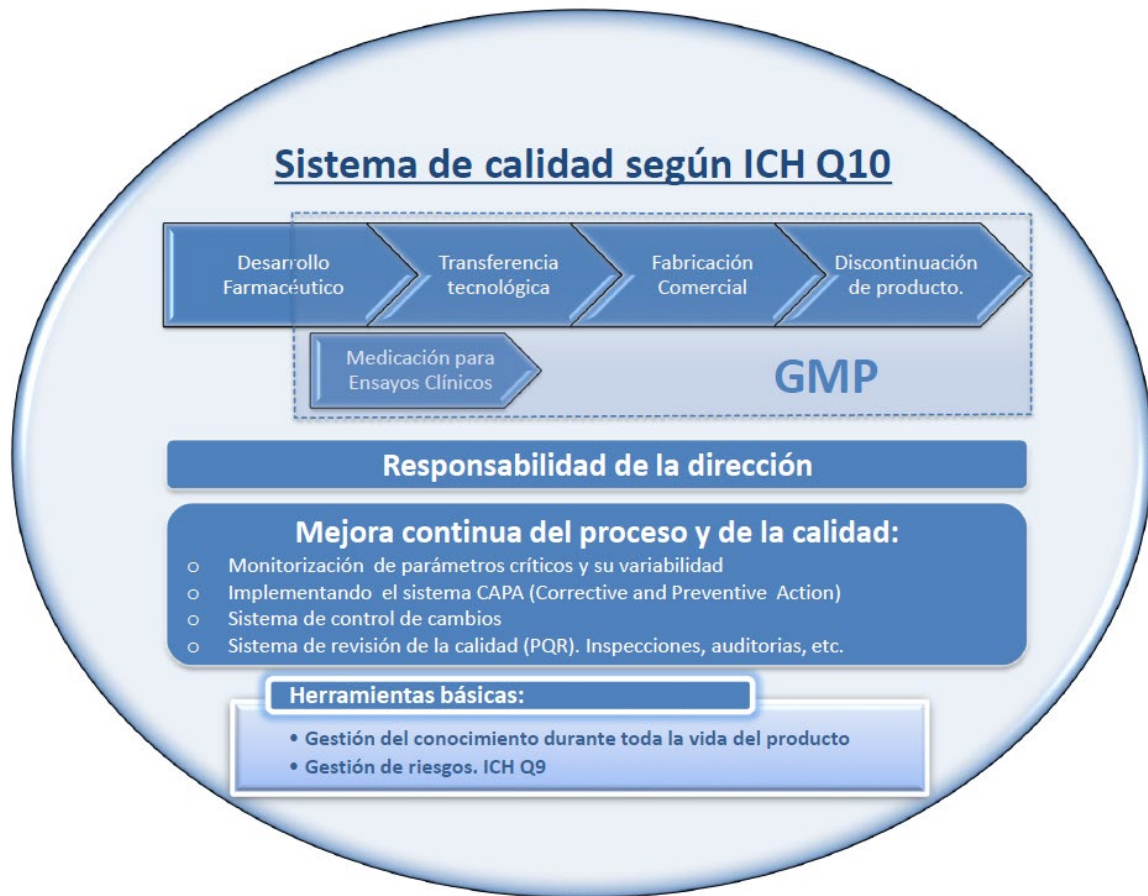 Sistema de calidad según ICH Q10
Desarrollo
Farmacéutico
Transferencia
tecnológica
Fabricación
Comercial
Discontinuación
de producto.
Medicación para
Ensayos Clínicos
GMP
Responsabilidad de la dirección
Mejora continua del proceso y de la calidad:
o Monitorización de parámetros críticos y su variabilidad
o Implementando el sistema CAPA (Corrective and Preventive Action)
o Sistema de control de cambios
o Sistema de revisión de la calidad (PQR). Inspecciones, auditorias, etc.
Herramientas básicas:
• Gestión del conocimiento durante toda la vida del producto
• Gestión de riesgos. ICH Q9